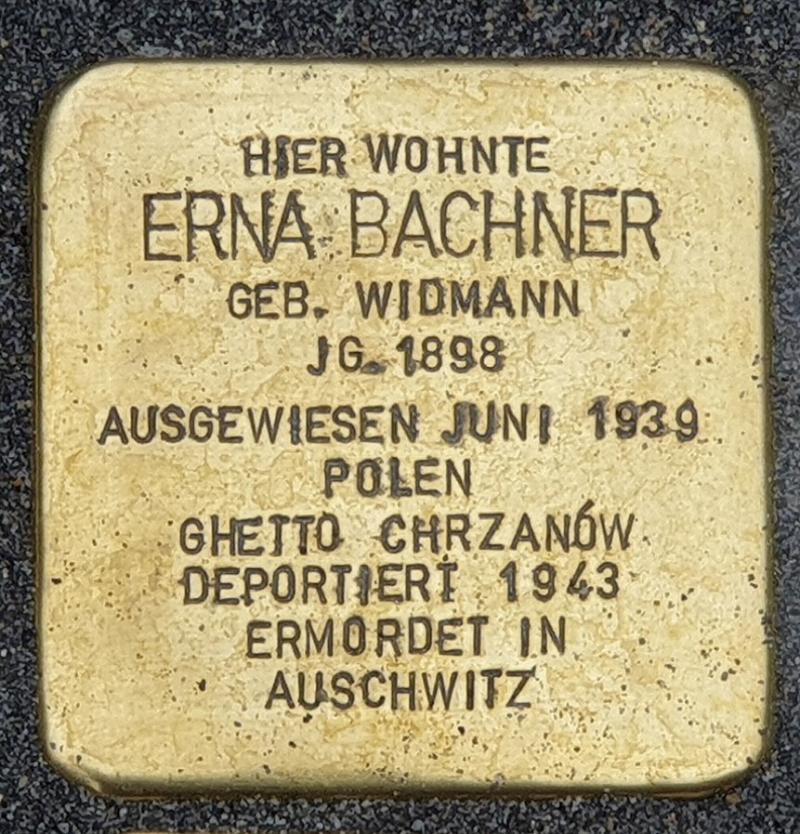 HIER WOHNTE
ERNA BACHNER
GEB. WIDMANN
JG. 1898
AUSGEWIESEN JUNI 1939
POLEN
GHETTO CHRZANÓW
DEPORTIERT 1943
ERMORDET IN
AUSCHWITZ